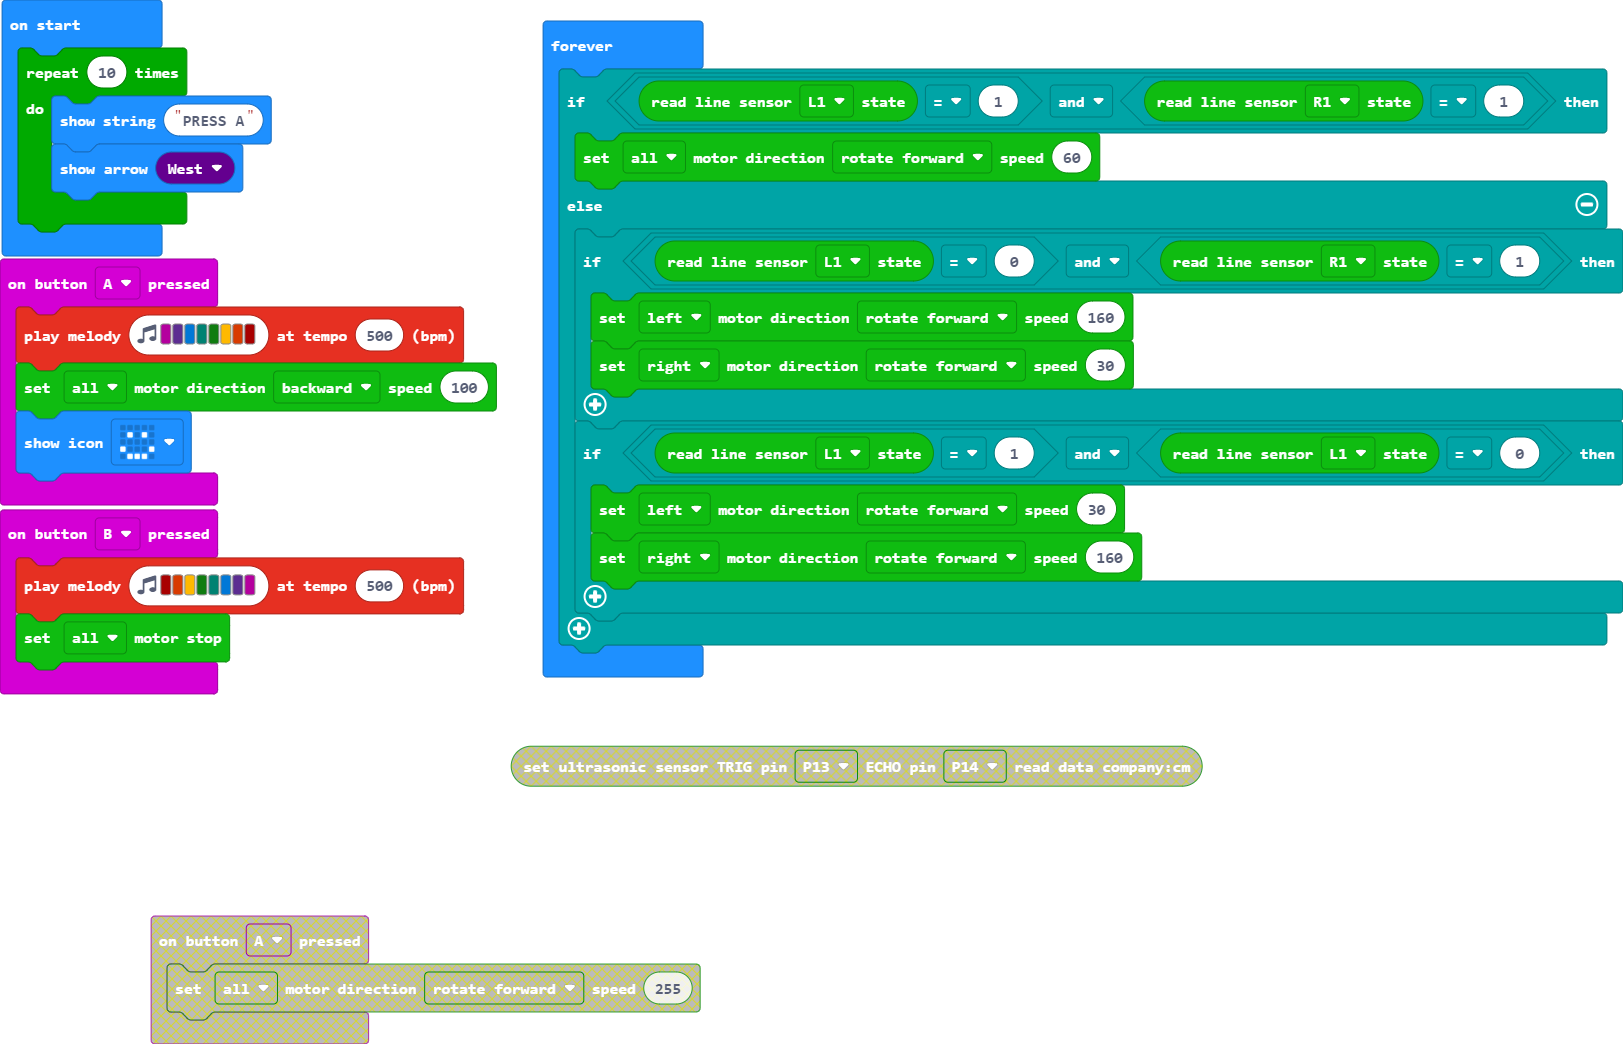 on start
repeat 10 times
do
show string "PRESS A"
show arrow West
on button A pressed
play melody at tempo 500 (bpm)
set all motor direction backward speed 100
show icon
on button B pressed
play melody at tempo 500 (bpm)
set all motor stop
forever
if read line sensor L1 state = 1 and read line sensor R1 state = 1 then
set all motor direction rotate forward speed 60
else
if read line sensor L1 state = 0 and read line sensor R1 state = 1 then
set left motor direction rotate forward speed 160
set right motor direction rotate forward speed 30
if read line sensor L1 state = 1 and read line sensor L1 state = 0 then
set left motor direction rotate forward speed 30
set right motor direction rotate forward speed 160
set ultrasonic sensor TRIG pin P13 ECHO pin P14 read data company:cm
on button A pressed
set all motor direction rotate forward speed 255